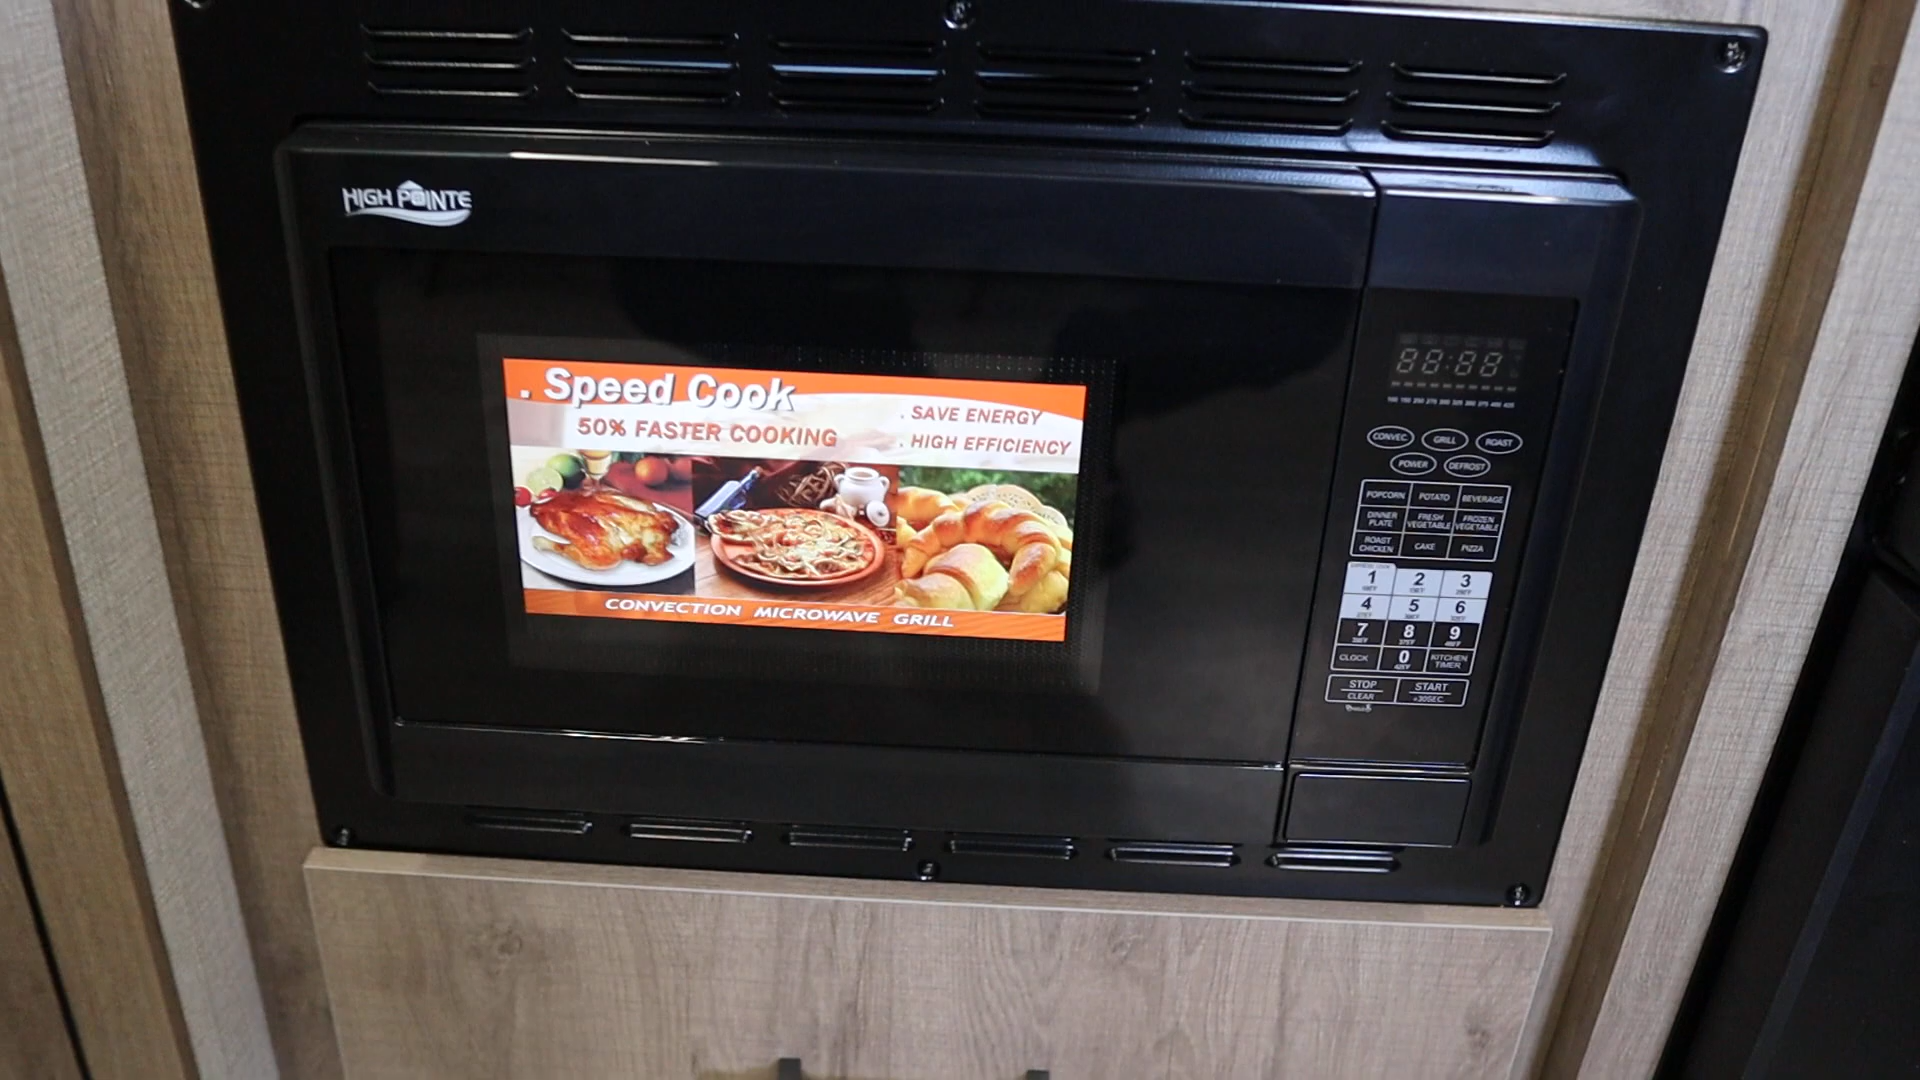 HIGH POINTE
. Speed Cook
50% FASTER COOKING
. SAVE ENERGY
. HIGH EFFICIENCY
CONVECTION MICROWAVE GRILL
88:88
CONVEC. GRILL ROAST
POWER DEFROST
POPCORN POTATO BEVERAGE
DINNER PLATE FRESH VEGETABLE FROZEN VEGETABLE
ROAST CHICKEN CAKE PIZZA
1 2 3
4 5 6
7 8 9
CLOCK 0 KITCHEN TIMER
STOP CLEAR START +30SEC.